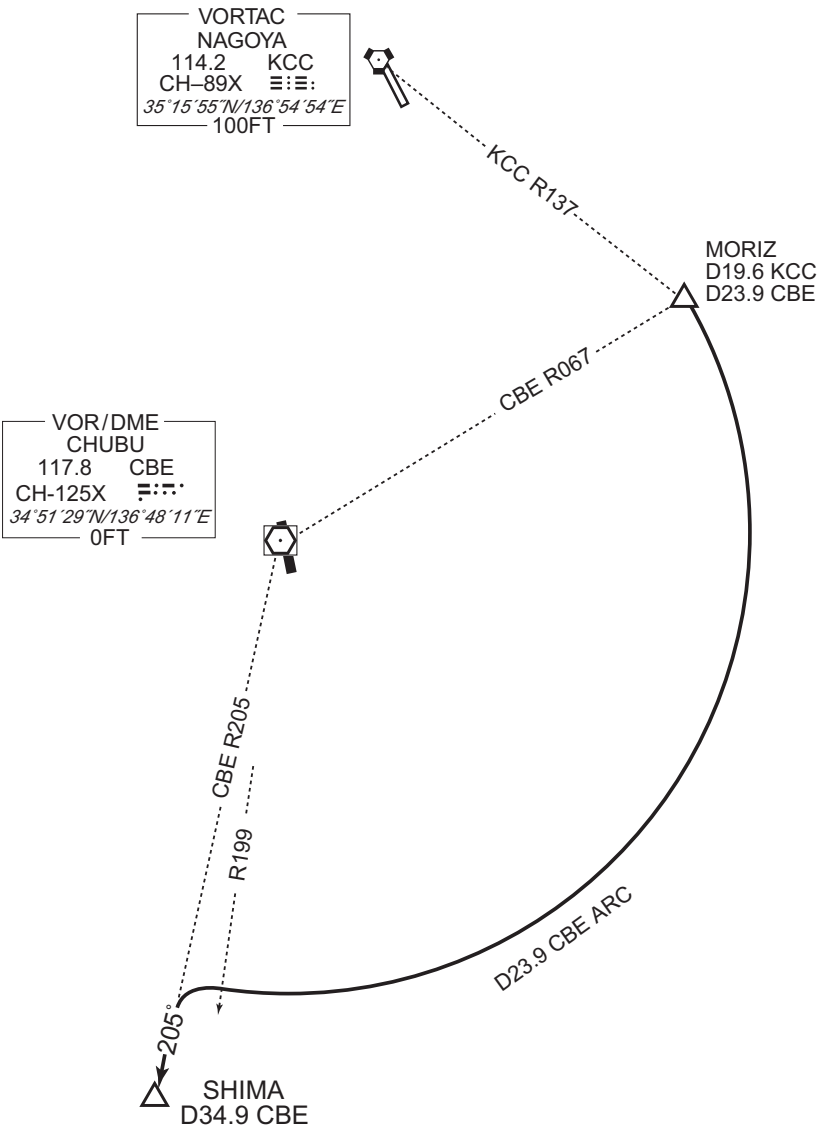 VORTAC
NAGOYA
114.2 KCC
CH–89X
35°15´55˝N/136°54´54˝E
100FT
KCC R137
MORIZ
D19.6 KCC
D23.9 CBE
CBE R067
VOR/DME
CHUBU
117.8 CBE
CH-125X
34°51´29˝N/136°48´11˝E
0FT
CBE R205
R199
D23.9 CBE ARC
205°
SHIMA
D34.9 CBE